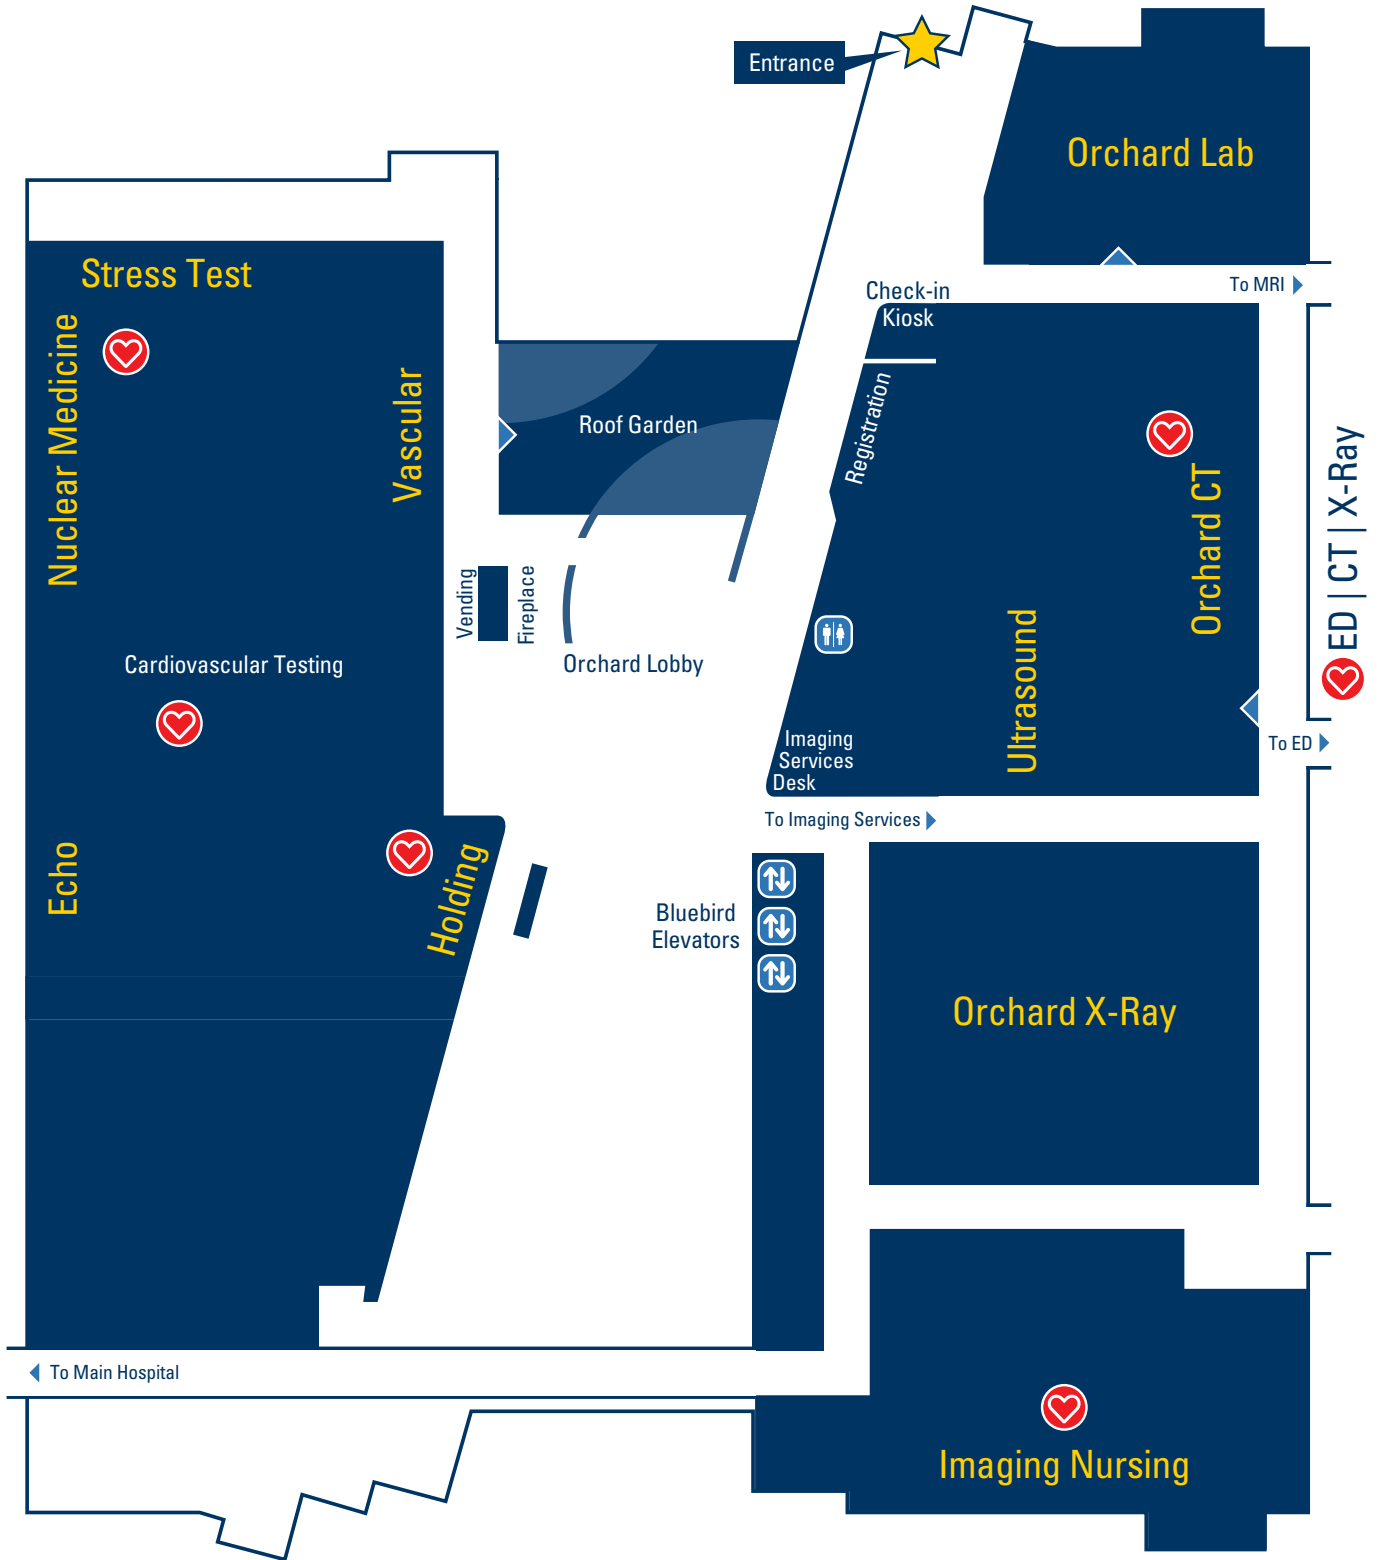 Entrance
Orchard Lab
Stress Test
To MRI
Check-in
Kiosk
Nuclear Medicine
Vascular
Roof Garden
Registration
Orchard CT
ED | CT | X-Ray
Vending
Fireplace
Orchard Lobby
Cardiovascular Testing
Ultrasound
Imaging
Services
Desk
To ED
To Imaging Services
Echo
Holding
Bluebird
Elevators
Orchard X-Ray
To Main Hospital
Imaging Nursing